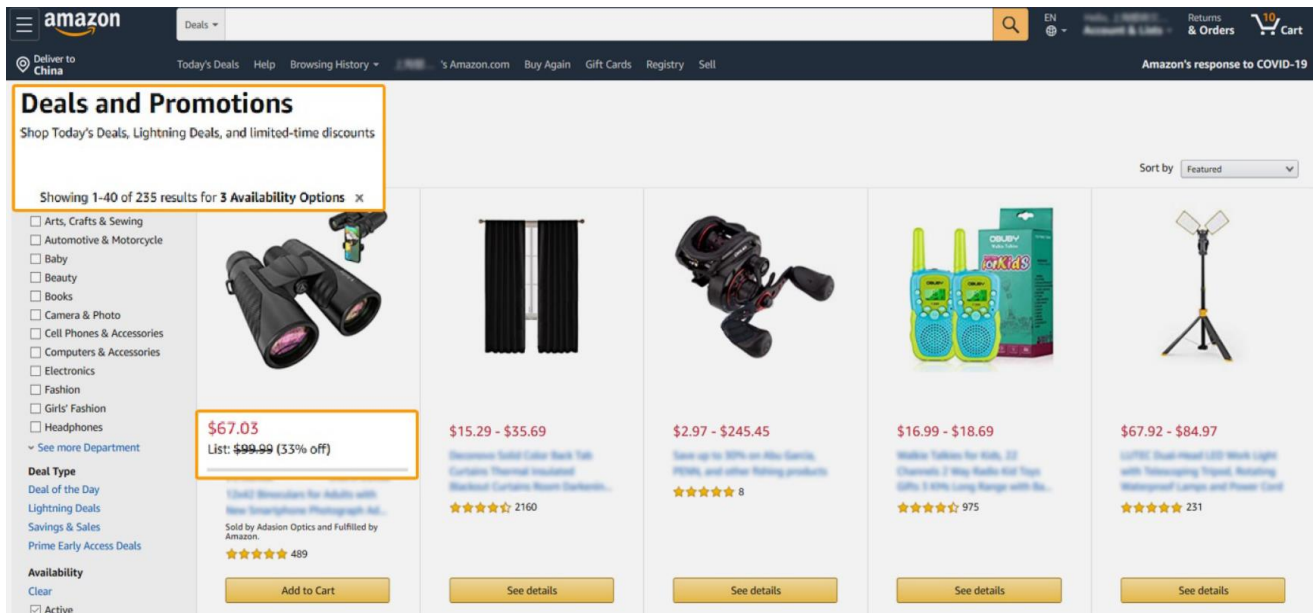 amazon
Deals
EN
Returns
& Orders
10
Cart
Deliver to
China
Today's Deals Help Browsing History 's Amazon.com Buy Again Gift Cards Registry Sell
Amazon's response to COVID-19
Deals and Promotions
Shop Today's Deals, Lightning Deals, and limited-time discounts
Sort by Featured
Showing 1-40 of 235 results for 3 Availability Options x
Arts, Crafts & Sewing
Automotive & Motorcycle
Baby
Beauty
Books
Camera & Photo
Cell Phones & Accessories
Computers & Accessories
Electronics
Fashion
Girls' Fashion
Headphones
See more Department
Deal Type
Deal of the Day
Lightning Deals
Savings & Sales
Prime Early Access Deals
Availability
Clear
Active
$67.03
List: $99.99 (33% off)
Sold by Adasion Optics and Fulfilled by
Amazon.
489
Add to Cart
$15.29 - $35.69
2160
See details
$2.97 - $245.45
8
See details
OBUBY
for Kids
$16.99 - $18.69
975
See details
$67.92 - $84.97
231
See details